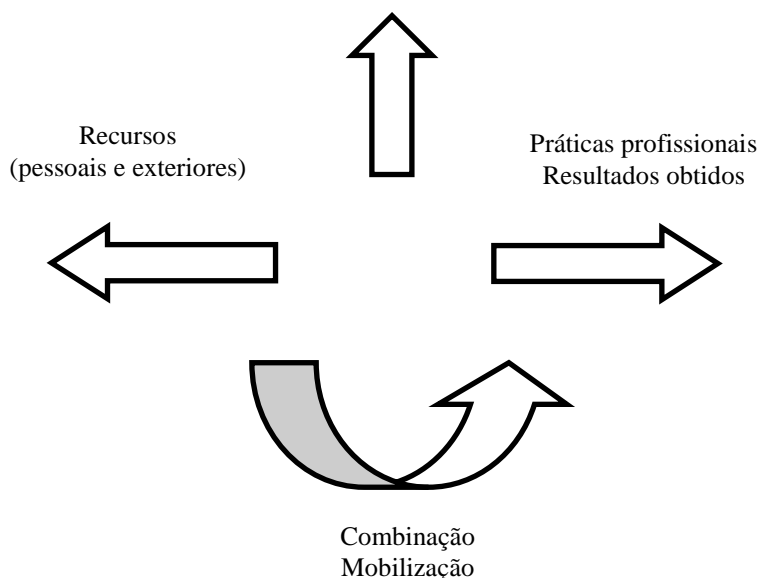 Recursos
(pessoais e exteriores)
Práticas profissionais
Resultados obtidos
Combinação
Mobilização